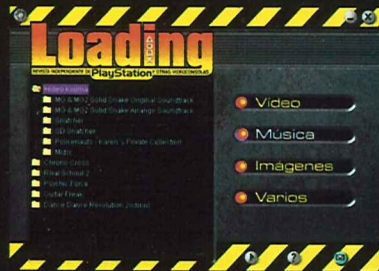 Loading
REVISTA INDEPENDIENTE DE PlayStation Y OTRAS VIDEOCONSOLAS
Hideo Kojima
MG & MG2 Solid Snake Original Soundtrack
MG & MG2 Solid Snake Arrange Soundtrack
Snatcher
SD Snatcher
Policenauts - Karen's Private Collection
Chrono Cross
Rival School 2
Psychic Force
Guitar Freak
Dance Dance Revolution 2ndmix
Vídeo
Música
Imágenes
Varios
?